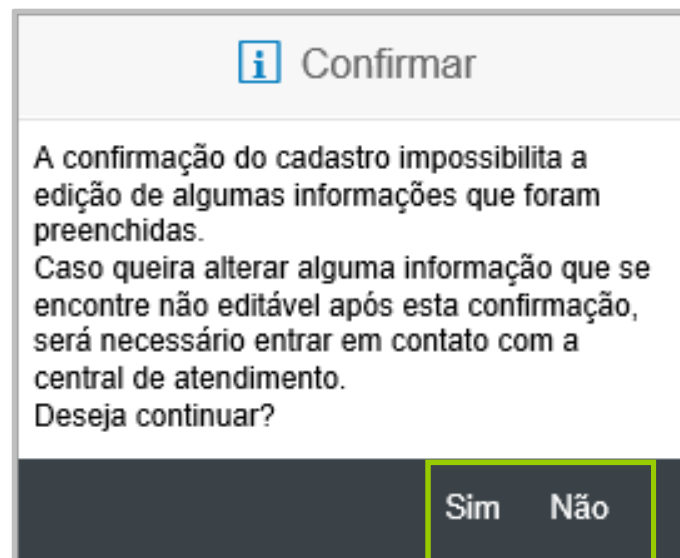 i Confirmar
A confirmação do cadastro impossibilita a
edição de algumas informações que foram
preenchidas.
Caso queira alterar alguma informação que se
encontre não editável após esta confirmação,
será necessário entrar em contato com a
central de atendimento.
Deseja continuar?
Sim Não